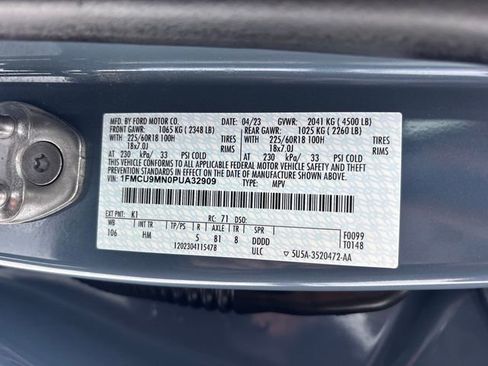 MFD. BY FORD MOTOR CO.
04/23 GVWR: 2041 KG (4500 LB)
FRONT GAWR: 1065 KG (2348 LB) REAR GAWR: 1025 KG (2260 LB)
WITH 225/60R18 100H TIRES WITH 225/60R18 100H TIRES
18x7.0J RIMS 18x7.0J RIMS
AT 230 kPa/ 33 PSI COLD AT 230 kPa/ 33 PSI COLD
THIS VEHICLE CONFORMS TO ALL APPLICABLE FEDERAL MOTOR VEHICLE SAFETY AND THEFT PREVENTION STANDARDS IN EFFECT ON THE DATE OF MANUFACTURE SHOWN ABOVE.
VIN: 1FMCU9MN0PUA32909
TYPE: MPV
EXT PNT: K1 RC: 71 DSO:
WB INT TR TP/PS R AXLE TR SPR
106 HM 5 81 8 DDDD
F0099
T0148
1202304115478 ULC 5U5A-3520472-AA